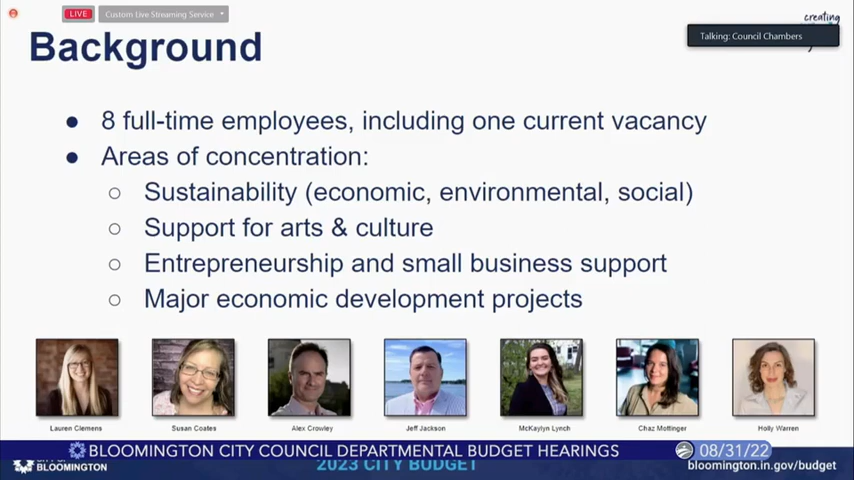 LIVE
Custom Live Streaming Service
creating
Talking: Council Chambers
Background
● 8 full-time employees, including one current vacancy
● Areas of concentration:
○ Sustainability (economic, environmental, social)
○ Support for arts & culture
○ Entrepreneurship and small business support
○ Major economic development projects
Lauren Clemens Susan Coates Alex Crowley Jeff Jackson McKaylyn Lynch Chaz Mottinger Holly Warren
BLOOMINGTON CITY COUNCIL DEPARTMENTAL BUDGET HEARINGS 08/31/22
BLOOMINGTON 2023 CITY BUDGET bloomington.in.gov/budget